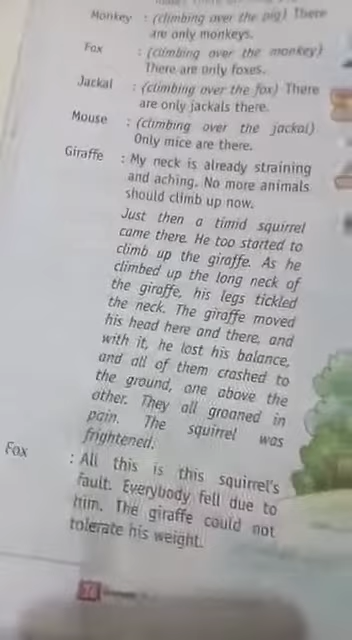 Monkey : (climbing over the pig) There
are only monkeys.
Fox : (climbing over the monkey)
There are only foxes.
Jackal : (climbing over the fox) There
are only jackals there.
Mouse : (climbing over the jackal)
Only mice are there.
Giraffe : My neck is already straining
and aching. No more animals
should climb up now.
Just then a timid squirrel
came there. He too started to
climb up the giraffe. As he
climbed up the long neck of
the giraffe, his legs tickled
the neck. The giraffe moved
his head here and there, and
with it, he lost his balance,
and all of them crashed to
the ground, one above the
other. They all groaned in
pain. The squirrel was
frightened.
Fox : All this is this squirrel's
fault. Everybody fell due to
him. The giraffe could not
tolerate his weight.